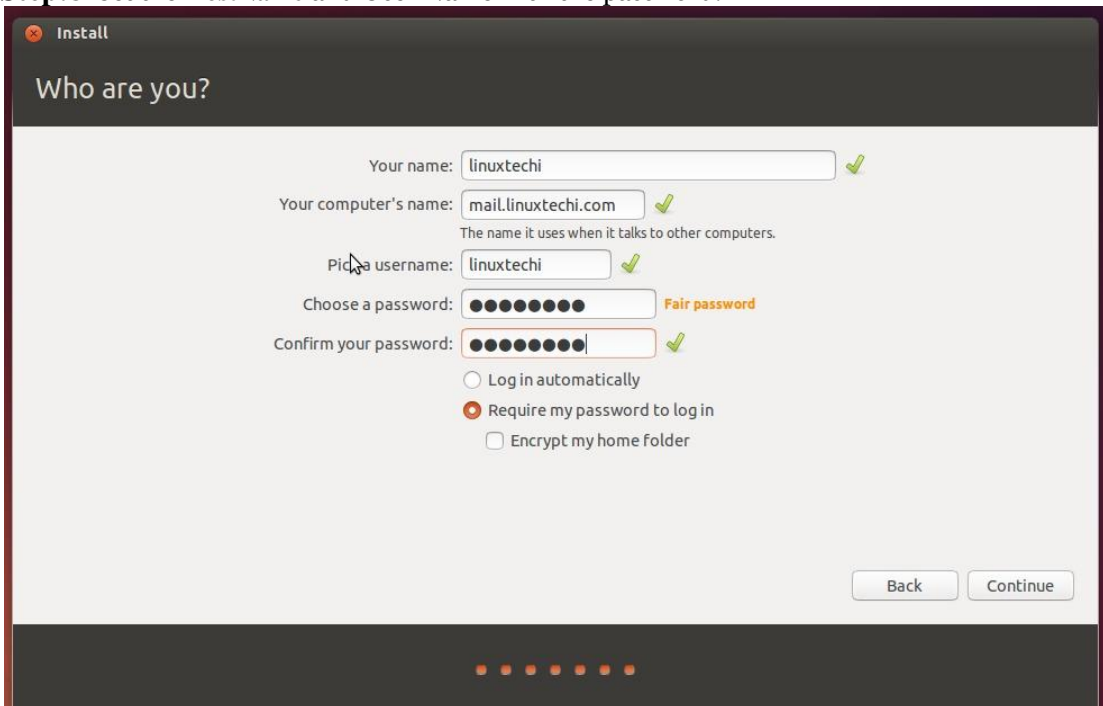 Install
Who are you?
Your name: linuxtechi
Your computer's name: mail.linuxtechi.com
The name it uses when it talks to other computers.
Pick a username: linuxtechi
Choose a password: ●●●●●●●● Fair password
Confirm your password: ●●●●●●●●
Log in automatically
Require my password to log in
Encrypt my home folder
Back Continue